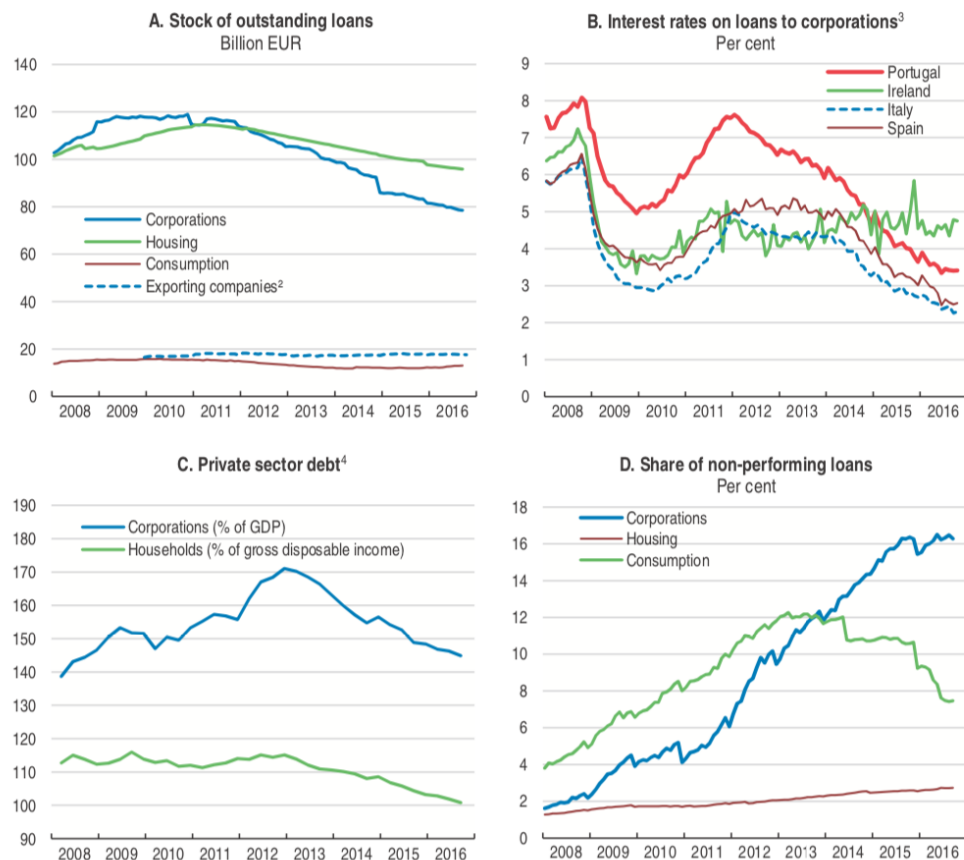 A. Stock of outstanding loans
Billion EUR
140
120
100
80
60
40
20
0
Corporations
Housing
Consumption
Exporting companies²
2008 2009 2010 2011 2012 2013 2014 2015 2016
B. Interest rates on loans to corporations³
Per cent
9
8
7
6
5
4
3
2
1
0
Portugal
Ireland
Italy
Spain
2008 2009 2010 2011 2012 2013 2014 2015 2016
C. Private sector debt⁴
190
180
170
160
150
140
130
120
110
100
90
Corporations (% of GDP)
Households (% of gross disposable income)
2008 2009 2010 2011 2012 2013 2014 2015 2016
D. Share of non-performing loans
Per cent
18
16
14
12
10
8
6
4
2
0
Corporations
Housing
Consumption
2008 2009 2010 2011 2012 2013 2014 2015 2016